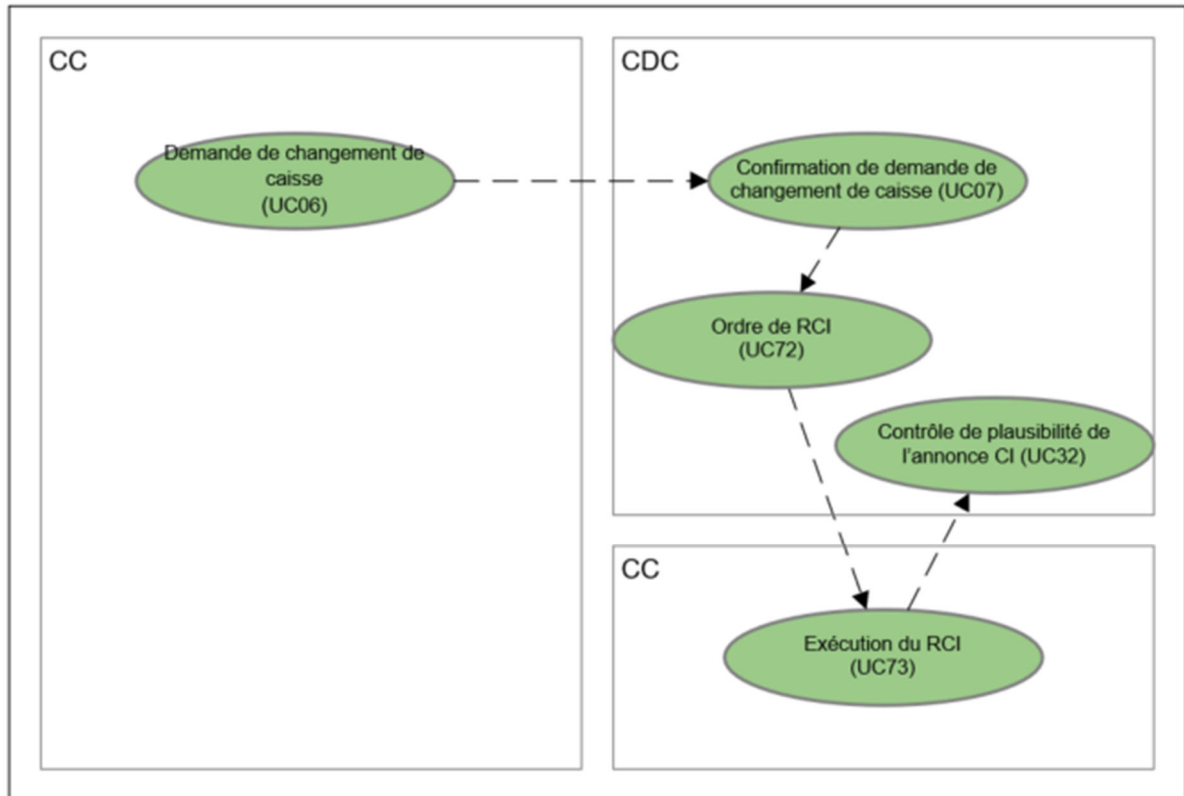 CC
Demande de changement de
caisse
(UC06)
CDC
Confirmation de demande de
changement de caisse (UC07)
Ordre de RCI
(UC72)
Contrôle de plausibilité de
l’annonce CI (UC32)
CC
Exécution du RCI
(UC73)